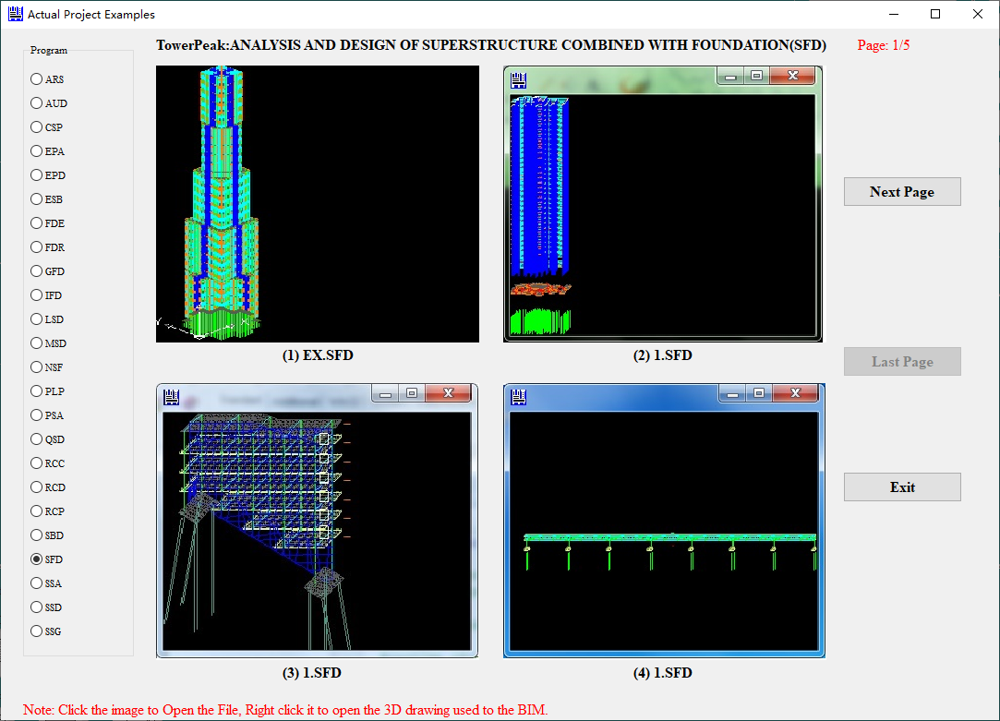 Actual Project Examples
Program
TowerPeak:ANALYSIS AND DESIGN OF SUPERSTRUCTURE COMBINED WITH FOUNDATION(SFD)
Page: 1/5
ARS
AUD
CSP
EPA
EPD
ESB
FDE
FDR
GFD
IFD
LSD
MSD
NSF
PLP
PSA
QSD
RCC
RCD
RCP
SBD
SFD
SSA
SSD
SSG
Y
X
(1) EX.SFD
(2) 1.SFD
(3) 1.SFD
(4) 1.SFD
Next Page
Last Page
Exit
Note: Click the image to Open the File, Right click it to open the 3D drawing used to the BIM.